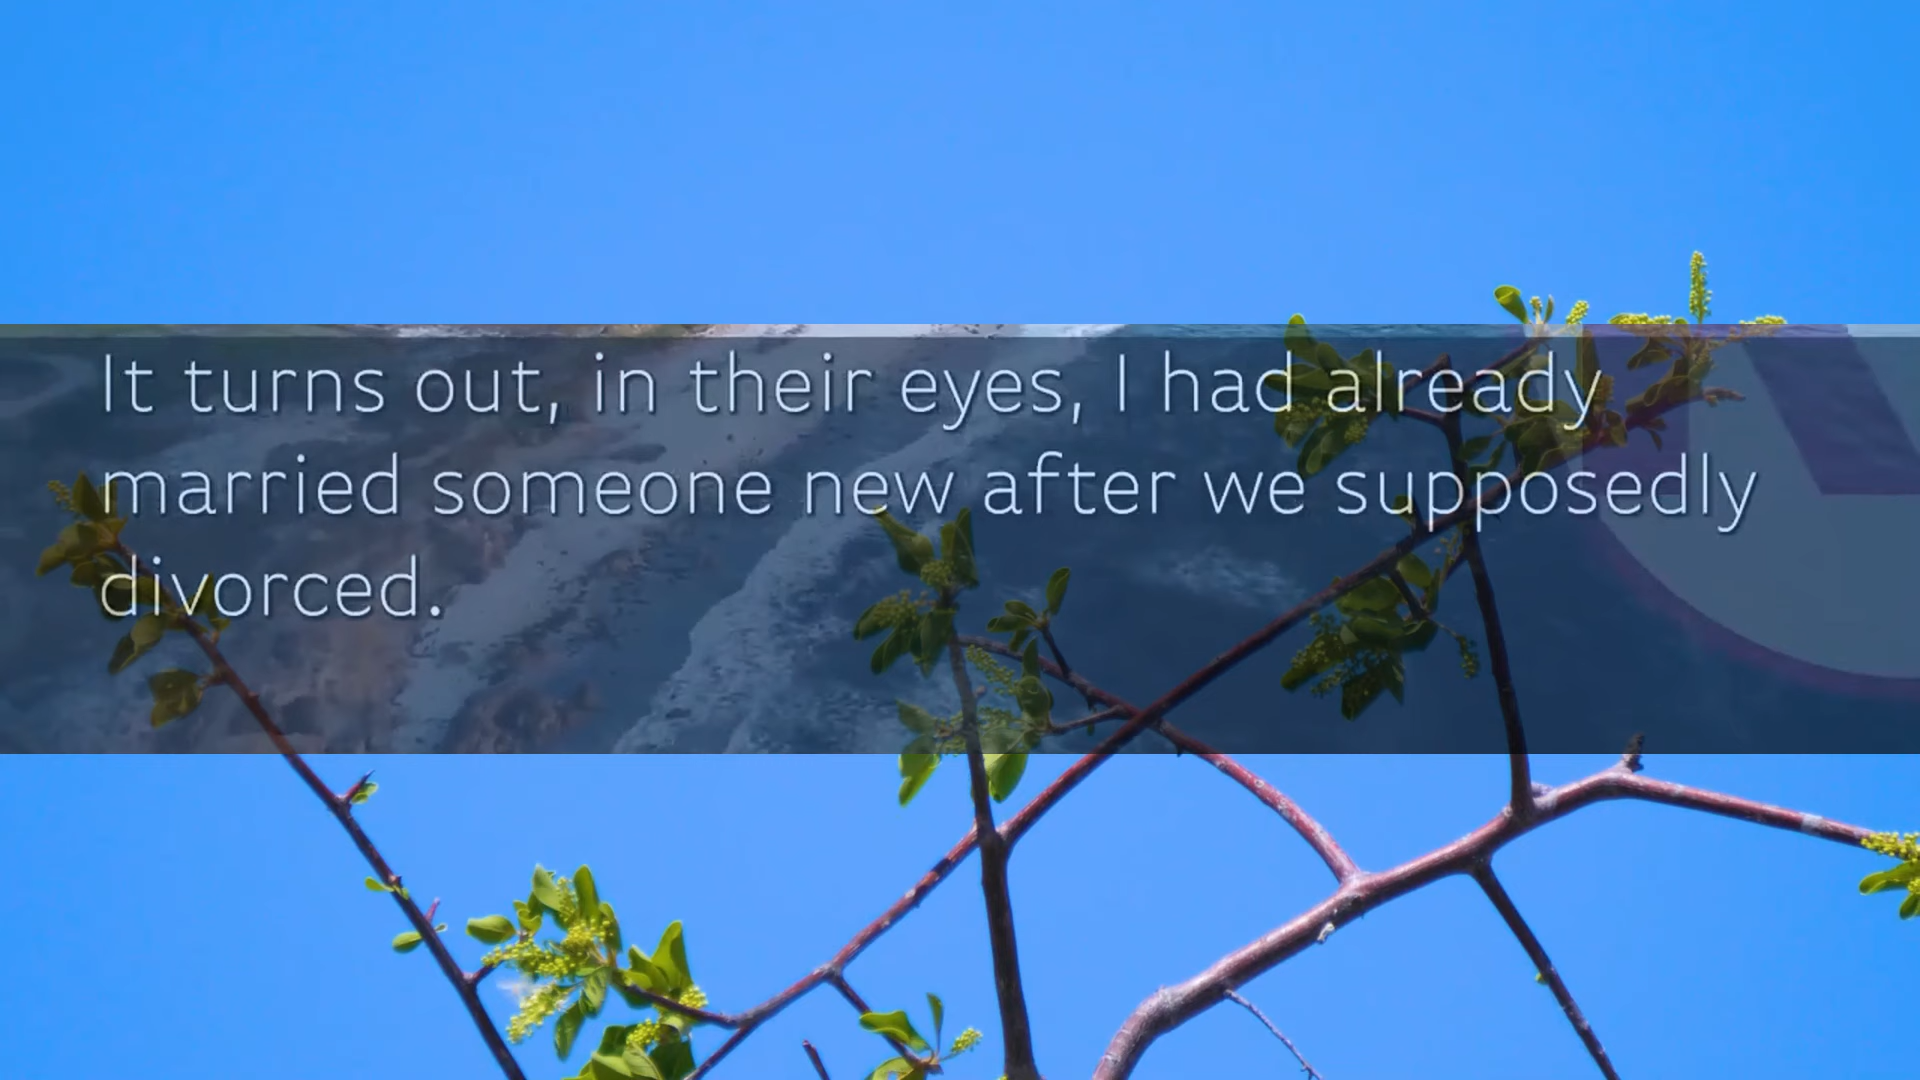 It turns out, in their eyes, I had already
married someone new after we supposedly
divorced.